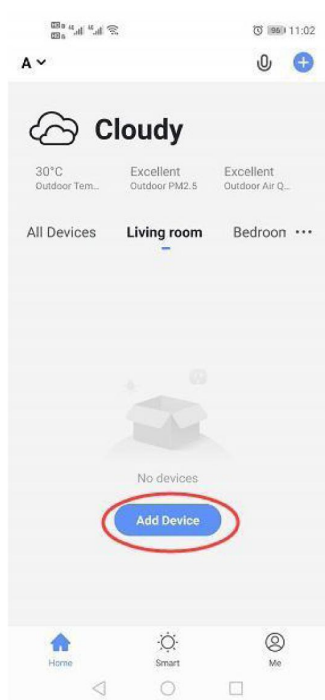 96 11:02
A
Cloudy
30°C Excellent Excellent
Outdoor Tem... Outdoor PM2.5 Outdoor Air Q...
All Devices Living room Bedroon ···
No devices
Add Device
Home Smart Me